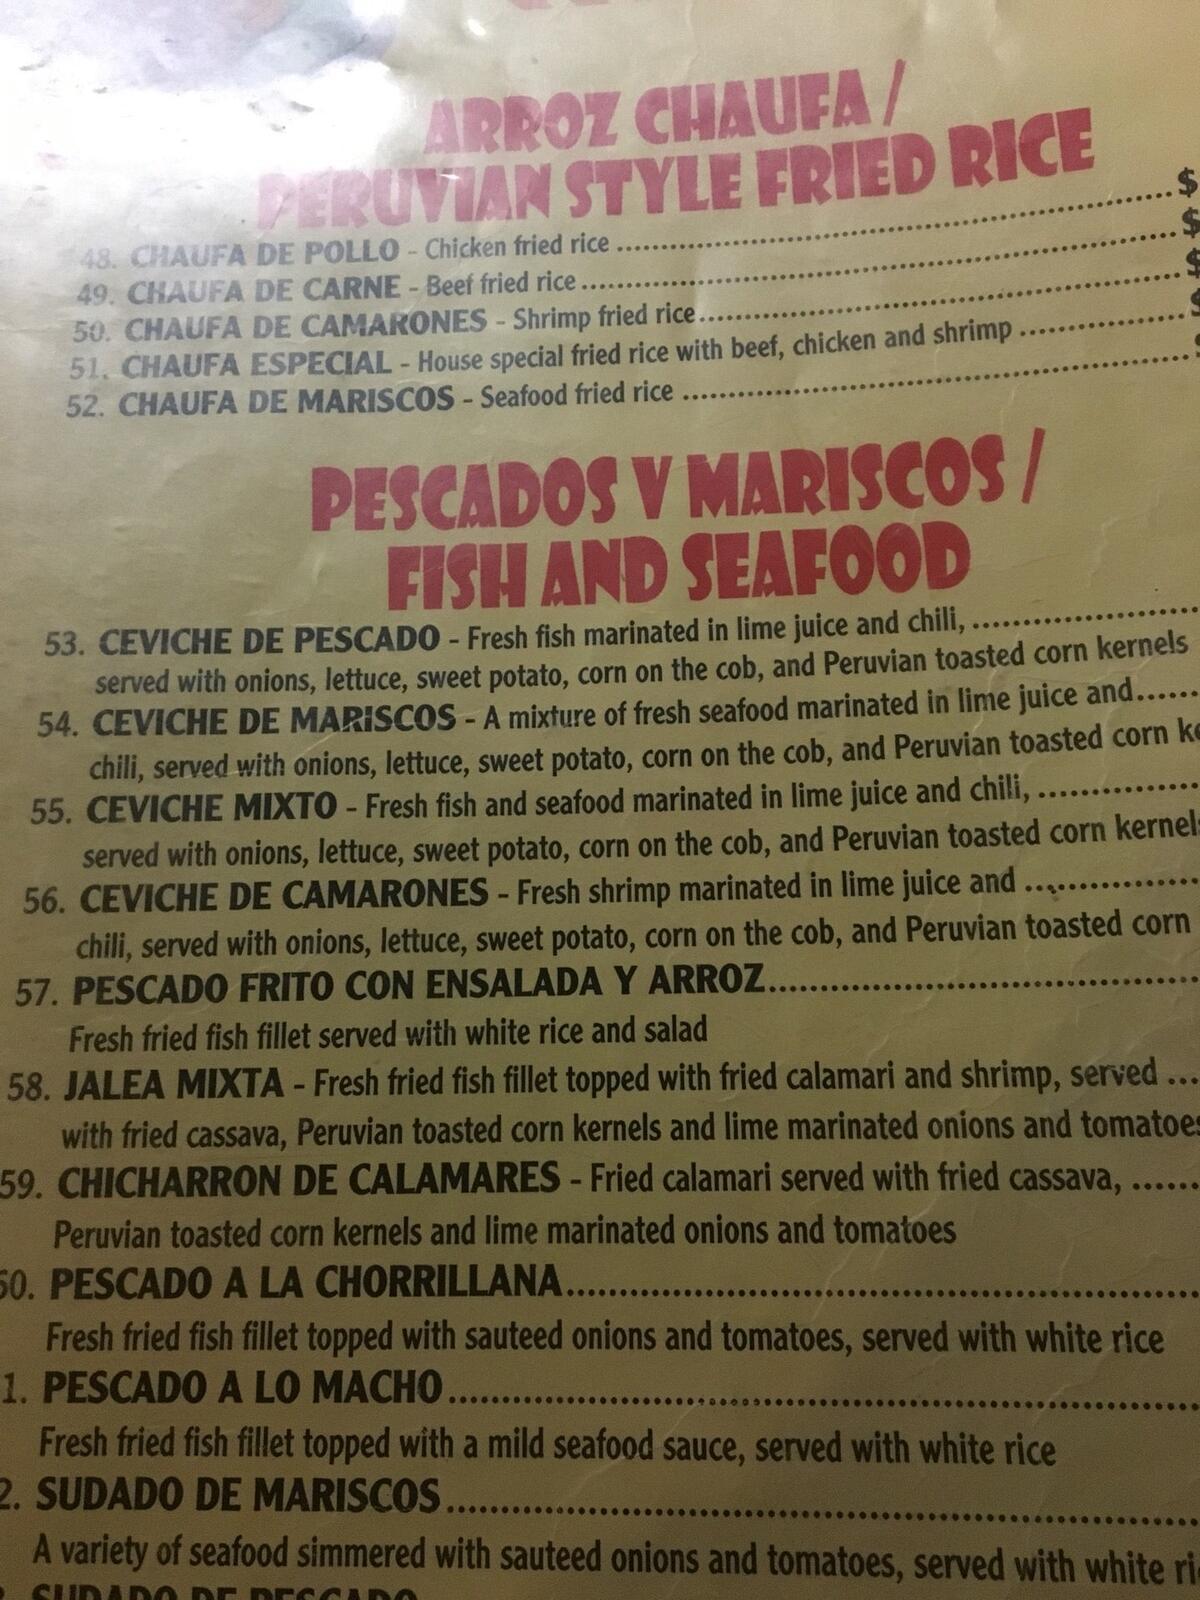 ARROZ CHAUFA /
PERUVIAN STYLE FRIED RICE
48. CHAUFA DE POLLO - Chicken fried rice ........ $
49. CHAUFA DE CARNE - Beef fried rice ........ $
50. CHAUFA DE CAMARONES - Shrimp fried rice ........ $
51. CHAUFA ESPECIAL - House special fried rice with beef, chicken and shrimp ........ $
52. CHAUFA DE MARISCOS - Seafood fried rice ........
PESCADOS Y MARISCOS /
FISH AND SEAFOOD
53. CEVICHE DE PESCADO - Fresh fish marinated in lime juice and chili, ........
served with onions, lettuce, sweet potato, corn on the cob, and Peruvian toasted corn kernels
54. CEVICHE DE MARISCOS - A mixture of fresh seafood marinated in lime juice and ......
chili, served with onions, lettuce, sweet potato, corn on the cob, and Peruvian toasted corn ke
55. CEVICHE MIXTO - Fresh fish and seafood marinated in lime juice and chili, ........
served with onions, lettuce, sweet potato, corn on the cob, and Peruvian toasted corn kernel
56. CEVICHE DE CAMARONES - Fresh shrimp marinated in lime juice and ........
chili, served with onions, lettuce, sweet potato, corn on the cob, and Peruvian toasted corn
57. PESCADO FRITO CON ENSALADA Y ARROZ ........
Fresh fried fish fillet served with white rice and salad
58. JALEA MIXTA - Fresh fried fish fillet topped with fried calamari and shrimp, served ...
with fried cassava, Peruvian toasted corn kernels and lime marinated onions and tomatoes
59. CHICHARRON DE CALAMARES - Fried calamari served with fried cassava, ......
Peruvian toasted corn kernels and lime marinated onions and tomatoes
60. PESCADO A LA CHORRILLANA ........
Fresh fried fish fillet topped with sauteed onions and tomatoes, served with white rice
1. PESCADO A LO MACHO ........
Fresh fried fish fillet topped with a mild seafood sauce, served with white rice
2. SUDADO DE MARISCOS ........
A variety of seafood simmered with sauteed onions and tomatoes, served with white ri
SUDADO DE PESCADO